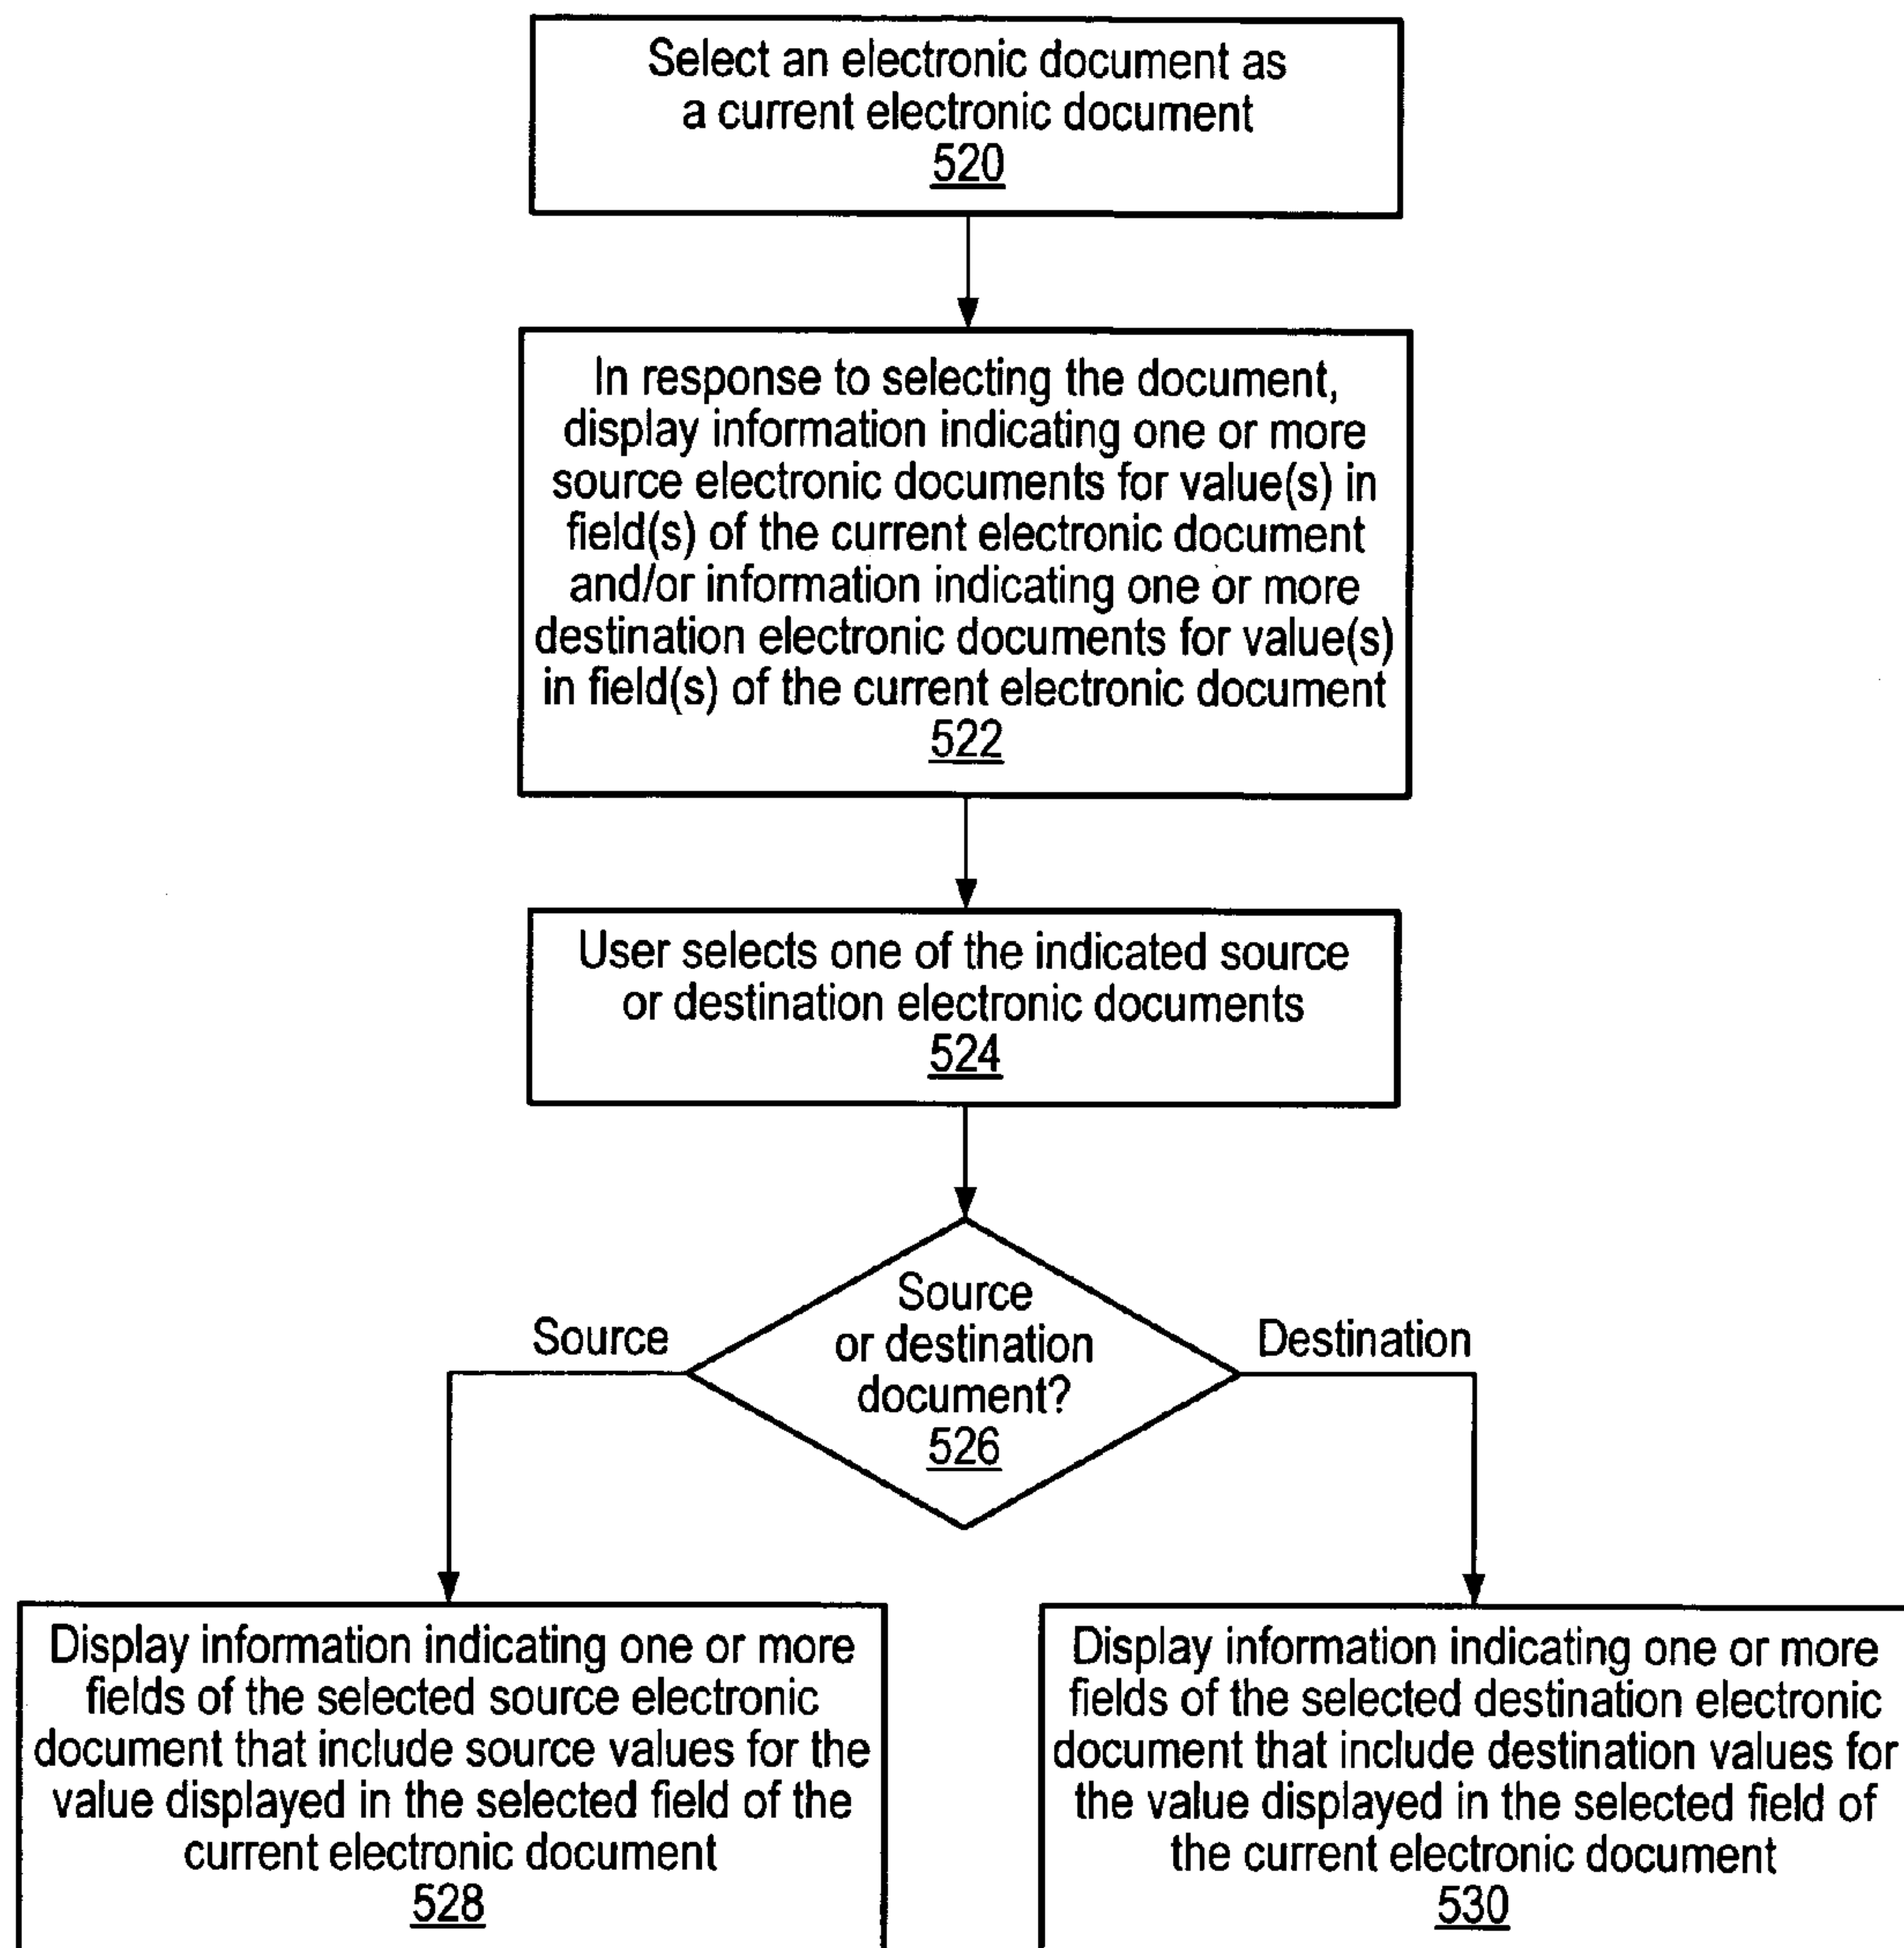 Select an electronic document as
a current electronic document
520
In response to selecting the document,
display information indicating one or more
source electronic documents for value(s) in
field(s) of the current electronic document
and/or information indicating one or more
destination electronic documents for value(s)
in field(s) of the current electronic document
522
User selects one of the indicated source
or destination electronic documents
524
Source
or destination
document?
526
Source
Destination
Display information indicating one or more
fields of the selected source electronic
document that include source values for the
value displayed in the selected field of the
current electronic document
528
Display information indicating one or more
fields of the selected destination electronic
document that include destination values for
the value displayed in the selected field of
the current electronic document
530